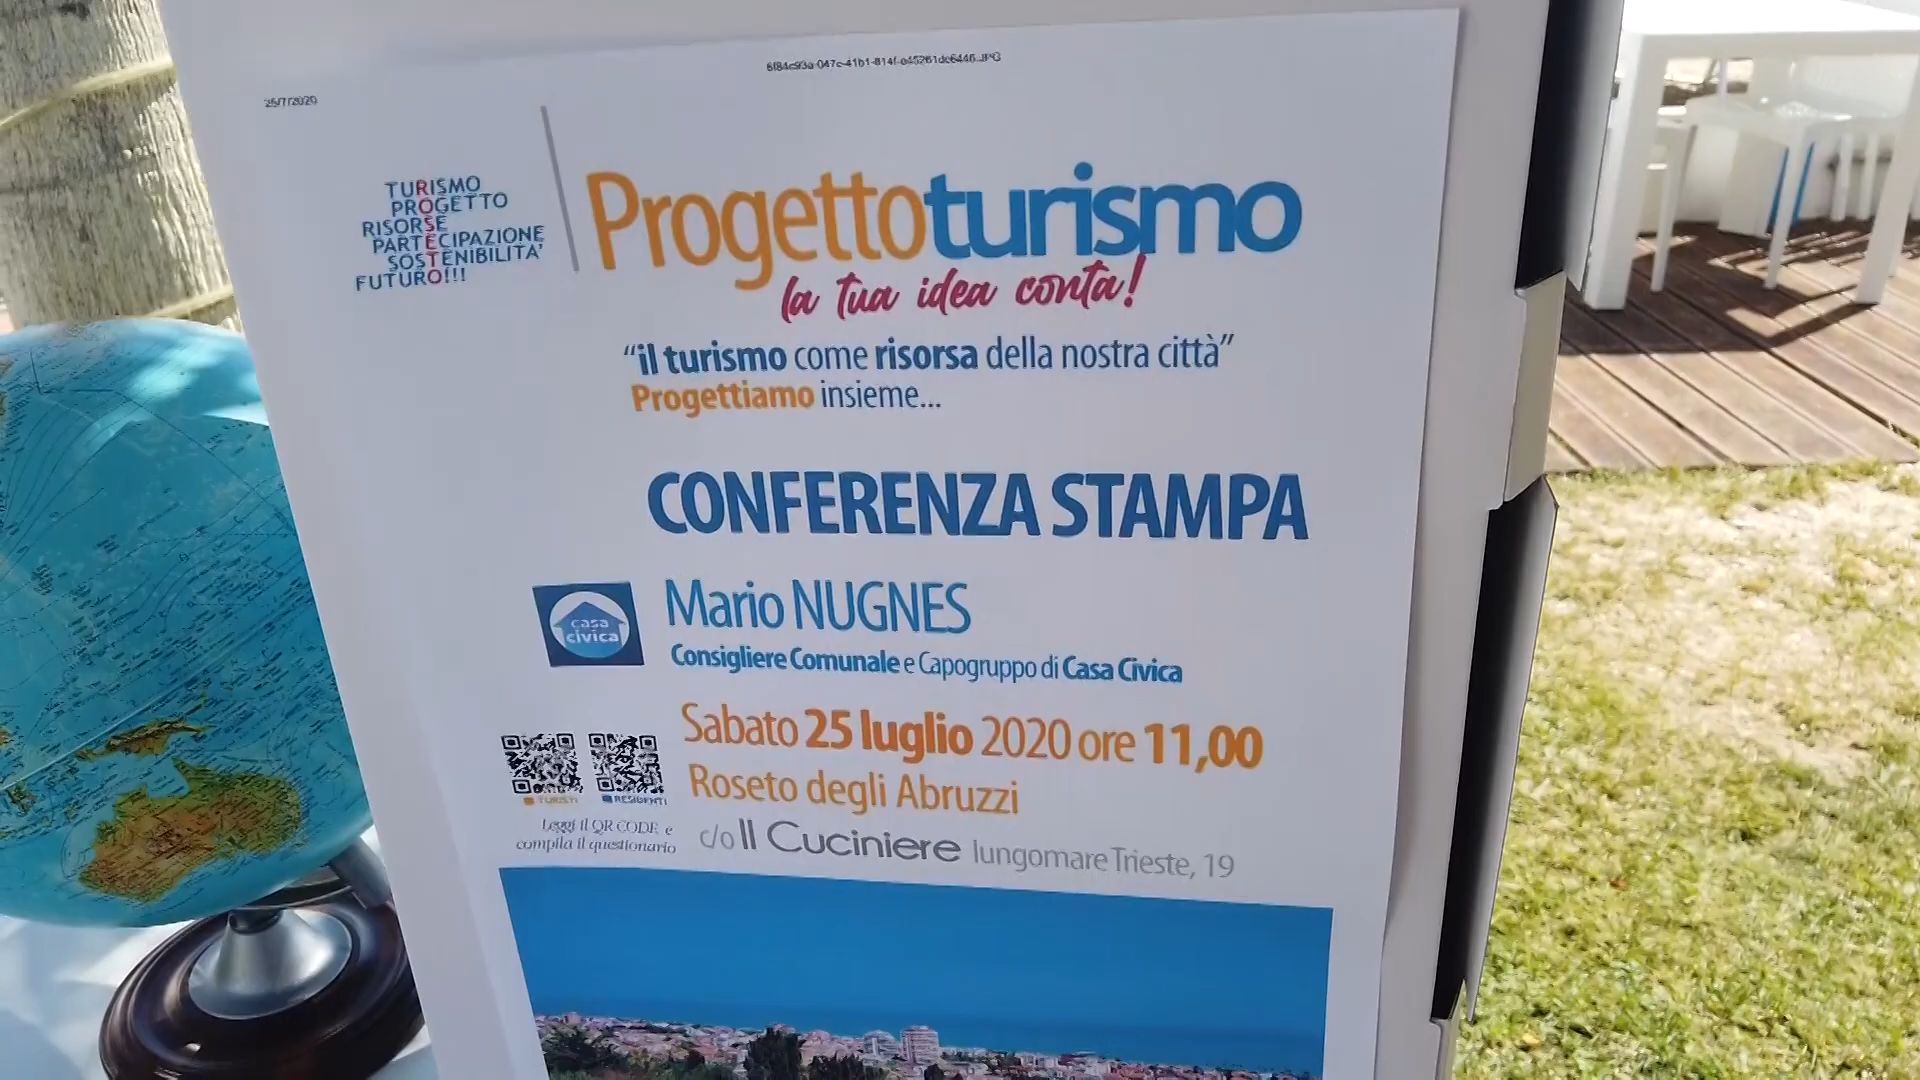 25/7/2020
TURISMO
PROGETTO
RISORSE
PARTECIPAZIONE
SOSTENIBILITA'
FUTURO!!!
Progettoturismo
la tua idea conta!
“il turismo come risorsa della nostra città”
Progettiamo insieme...
CONFERENZA STAMPA
casa
civica
Mario NUGNES
Consigliere Comunale e Capogruppo di Casa Civica
Sabato 25 luglio 2020 ore 11,00
Roseto degli Abruzzi
TURISTI
RESIDENTI
Leggi il QR CODE e
compila il questionario
c/o Il Cuciniere lungomare Trieste, 19